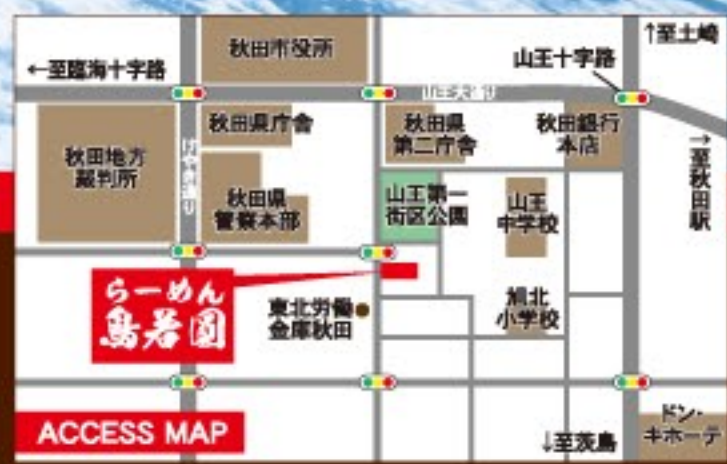 秋田市役所
↑至土崎
←至臨海十字路
山王十字路
山王大通り
秋田地方
裁判所
秋田県庁舎
秋田県
第二庁舎
秋田銀行
本店
→至秋田駅
秋田県
警察本部
山王第一
街区公園
山王
中学校
らーめん
鳥若園
東北労働
金庫秋田
旭北
小学校
ACCESS MAP
↓至茨島
ドン・
キホーテ